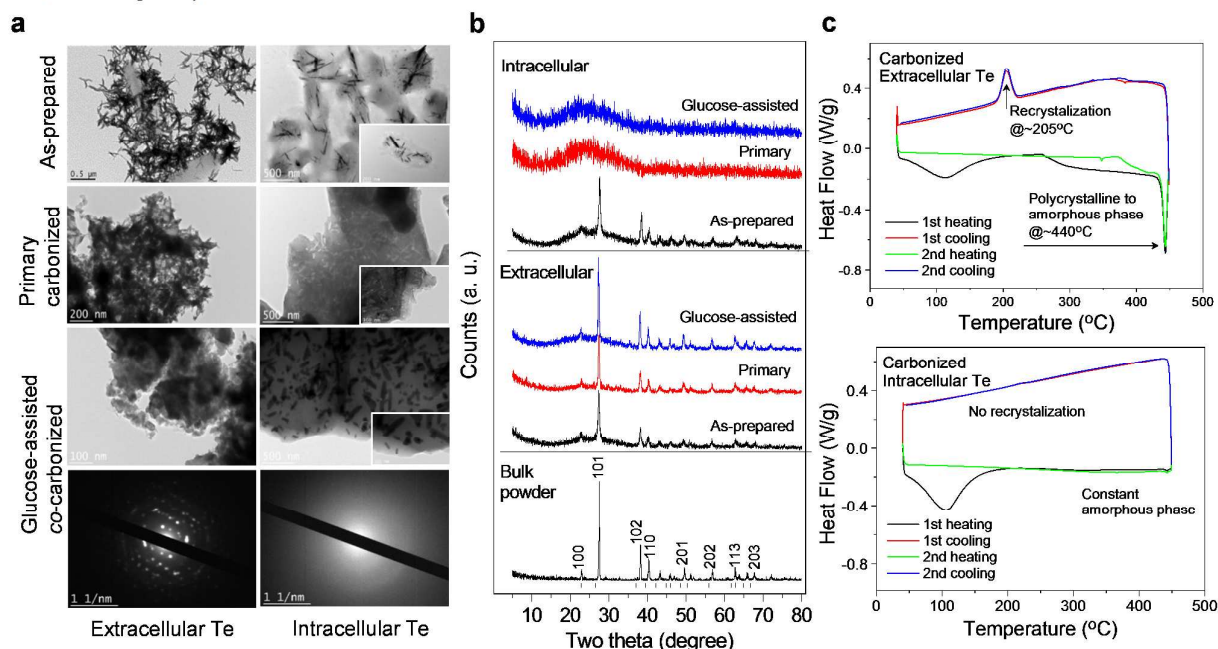 a
As-prepared
Primary
carbonized
Glucose-assisted
co-carbonized
0.5 µm
500 nm
200 nm
500 nm
100 nm
100 nm
1 1/nm
1 1/nm
Extracellular Te
Intracellular Te
b
Counts (a. u.)
Intracellular
Glucose-assisted
Primary
As-prepared
Extracellular
Glucose-assisted
Primary
As-prepared
Bulk
powder
100
101
102
110
201
202
113
203
10 20 30 40 50 60 70 80
Two theta (degree)
c
Heat Flow (W/g)
0.4
0.0
-0.4
-0.8
Carbonized
Extracellular Te
Recrystalization
@~205ºC
Polycrystalline to
amorphous phase
@~440ºC
1st heating
1st cooling
2nd heating
2nd cooling
0 100 200 300 400 500
Temperature (ºC)
Heat Flow (W/g)
0.4
0.0
-0.4
-0.8
Carbonized
Intracellular Te
No recrystalization
Constant
amorphous phase
1st heating
1st cooling
2nd heating
2nd cooling
0 100 200 300 400 500
Temperature (ºC)